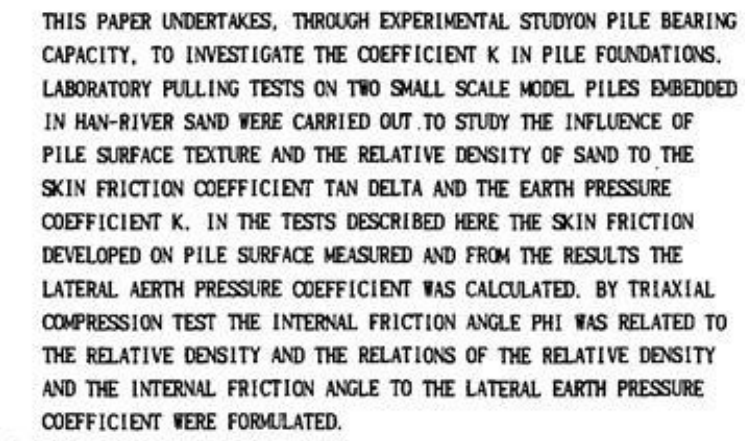 THIS PAPER UNDERTAKES, THROUGH EXPERIMENTAL STUDYON PILE BEARING
CAPACITY, TO INVESTIGATE THE COEFFICIENT K IN PILE FOUNDATIONS.
LABORATORY PULLING TESTS ON TWO SMALL SCALE MODEL PILES EMBEDDED
IN HAN-RIVER SAND WERE CARRIED OUT.TO STUDY THE INFLUENCE OF
PILE SURFACE TEXTURE AND THE RELATIVE DENSITY OF SAND TO THE
SKIN FRICTION COEFFICIENT TAN DELTA AND THE EARTH PRESSURE
COEFFICIENT K. IN THE TESTS DESCRIBED HERE THE SKIN FRICTION
DEVELOPED ON PILE SURFACE MEASURED AND FROM THE RESULTS THE
LATERAL AERTH PRESSURE COEFFICIENT WAS CALCULATED. BY TRIAXIAL
COMPRESSION TEST THE INTERNAL FRICTION ANGLE PHI WAS RELATED TO
THE RELATIVE DENSITY AND THE RELATIONS OF THE RELATIVE DENSITY
AND THE INTERNAL FRICTION ANGLE TO THE LATERAL EARTH PRESSURE
COEFFICIENT WERE FORMULATED.